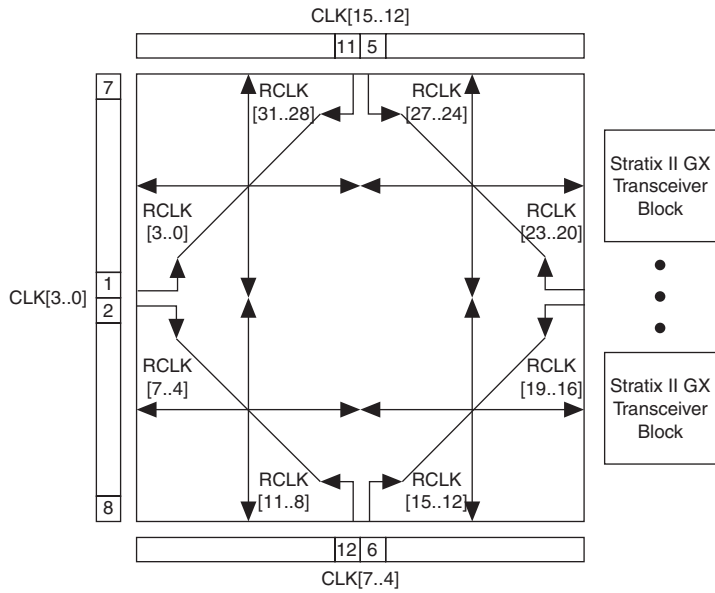 CLK[15..12]
11 5
7
RCLK
[31..28]
RCLK
[27..24]
Stratix II GX
Transceiver
Block
RCLK
[3..0]
RCLK
[23..20]
1
CLK[3..0]
2
RCLK
[7..4]
RCLK
[19..16]
Stratix II GX
Transceiver
Block
RCLK
[11..8]
RCLK
[15..12]
8
12 6
CLK[7..4]